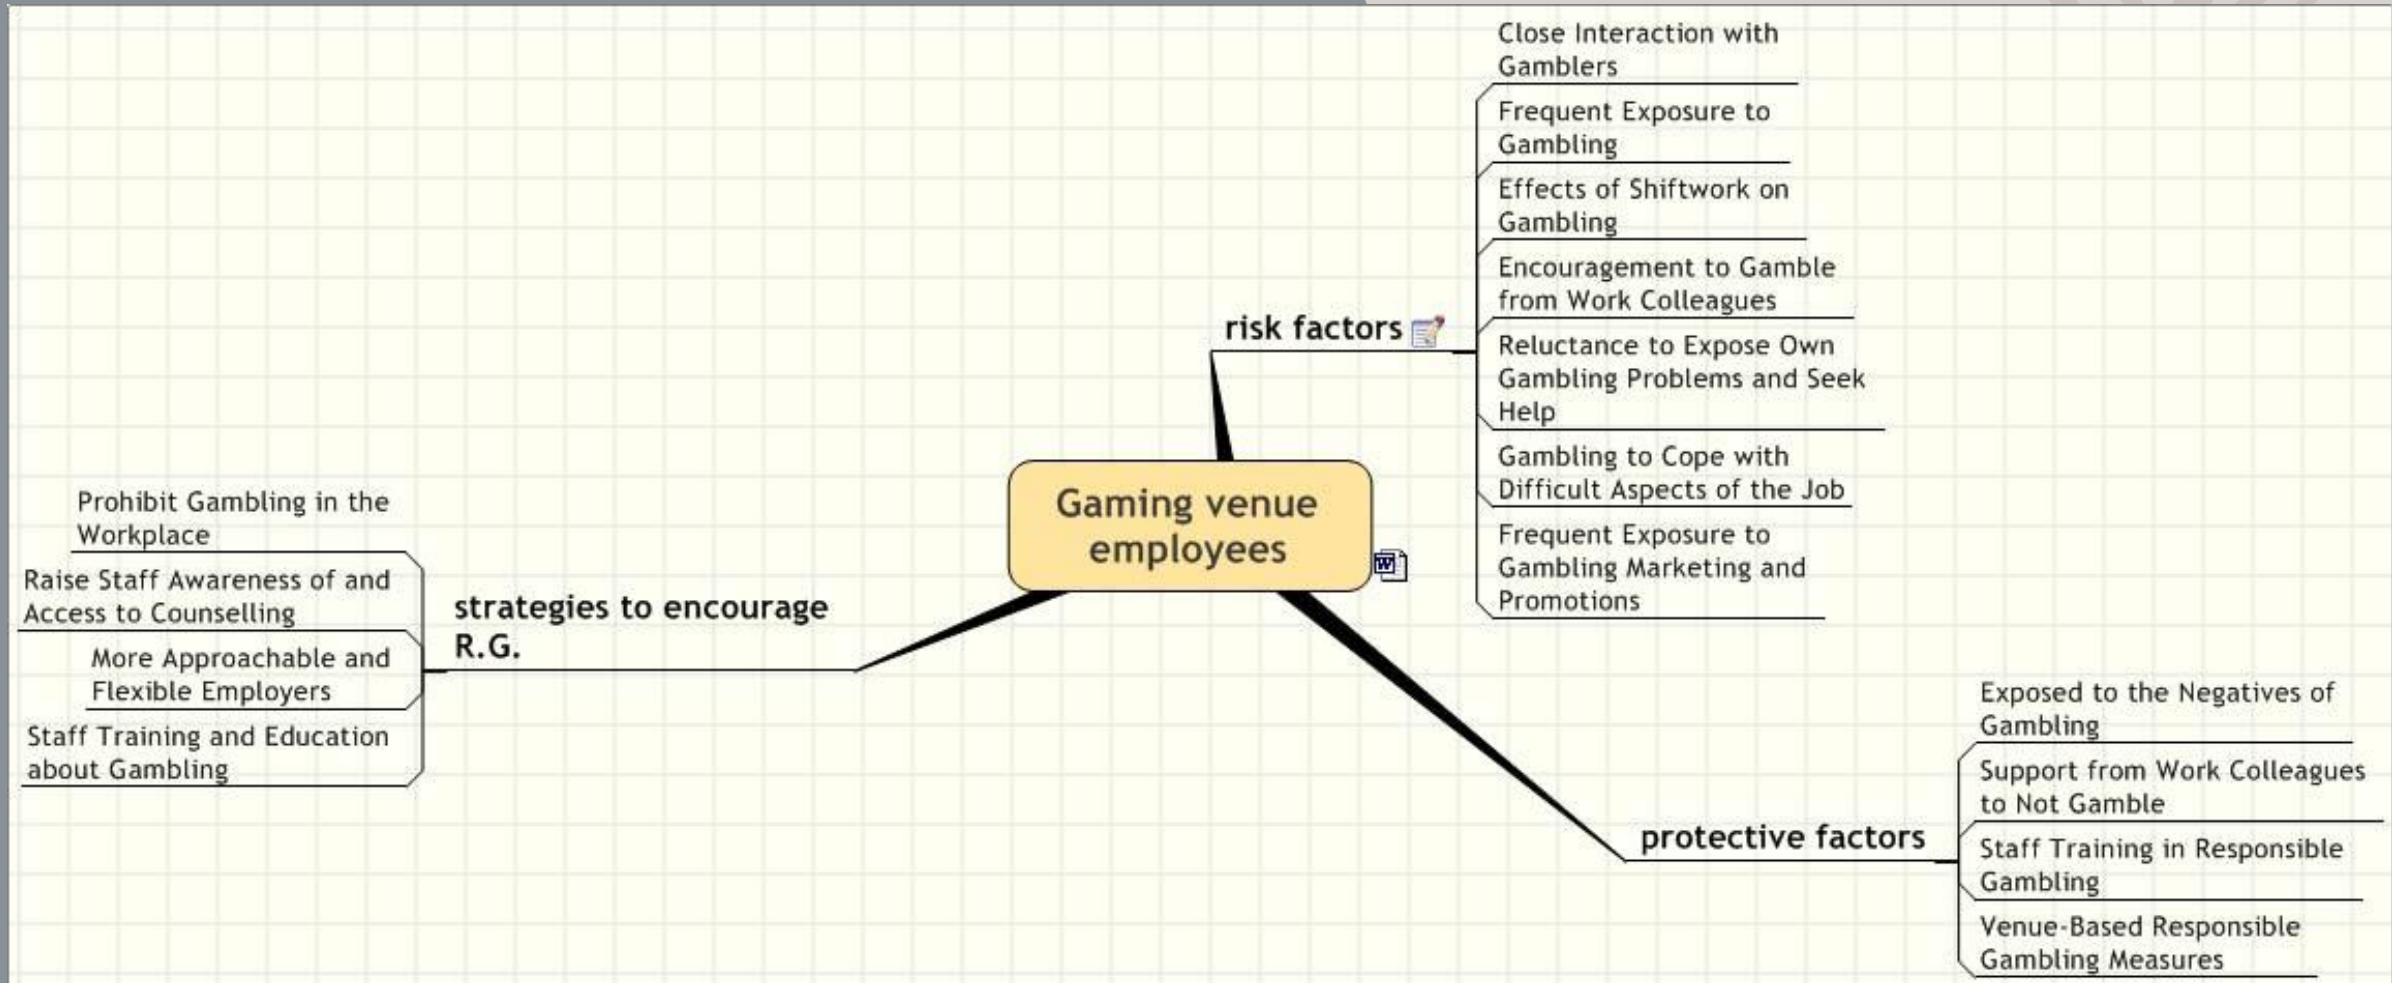 Gaming venue
employees
risk factors
Close Interaction with
Gamblers
Frequent Exposure to
Gambling
Effects of Shiftwork on
Gambling
Encouragement to Gamble
from Work Colleagues
Reluctance to Expose Own
Gambling Problems and Seek
Help
Gambling to Cope with
Difficult Aspects of the Job
Frequent Exposure to
Gambling Marketing and
Promotions
protective factors
Exposed to the Negatives of
Gambling
Support from Work Colleagues
to Not Gamble
Staff Training in Responsible
Gambling
Venue-Based Responsible
Gambling Measures
strategies to encourage
R.G.
Prohibit Gambling in the
Workplace
Raise Staff Awareness of and
Access to Counselling
More Approachable and
Flexible Employers
Staff Training and Education
about Gambling
W